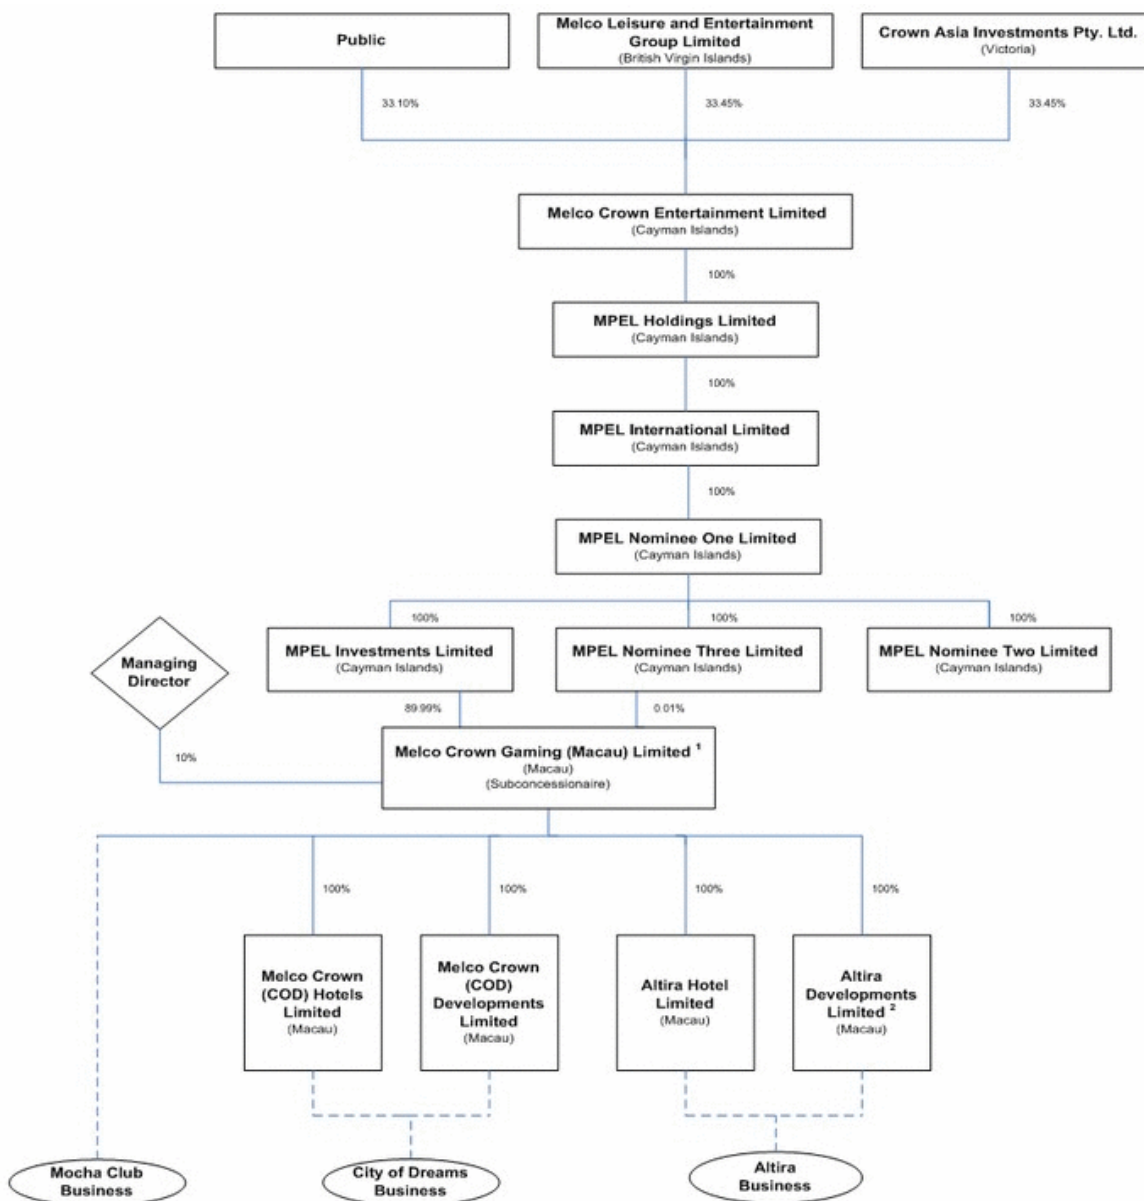 Public
Melco Leisure and Entertainment
Group Limited
(British Virgin Islands)
Crown Asia Investments Pty. Ltd.
(Victoria)
33.10%
33.45%
33.45%
Melco Crown Entertainment Limited
(Cayman Islands)
100%
MPEL Holdings Limited
(Cayman Islands)
100%
MPEL International Limited
(Cayman Islands)
100%
MPEL Nominee One Limited
(Cayman Islands)
100%
100%
100%
Managing
Director
MPEL Investments Limited
(Cayman Islands)
MPEL Nominee Three Limited
(Cayman Islands)
MPEL Nominee Two Limited
(Cayman Islands)
89.99%
0.01%
10%
Melco Crown Gaming (Macau) Limited 1
(Macau)
(Subconcessionaire)
100%
100%
100%
100%
Melco Crown
(COD) Hotels
Limited
(Macau)
Melco Crown
(COD)
Developments
Limited
(Macau)
Altira Hotel
Limited
(Macau)
Altira
Developments
Limited 2
(Macau)
Mocha Club
Business
City of Dreams
Business
Altira
Business